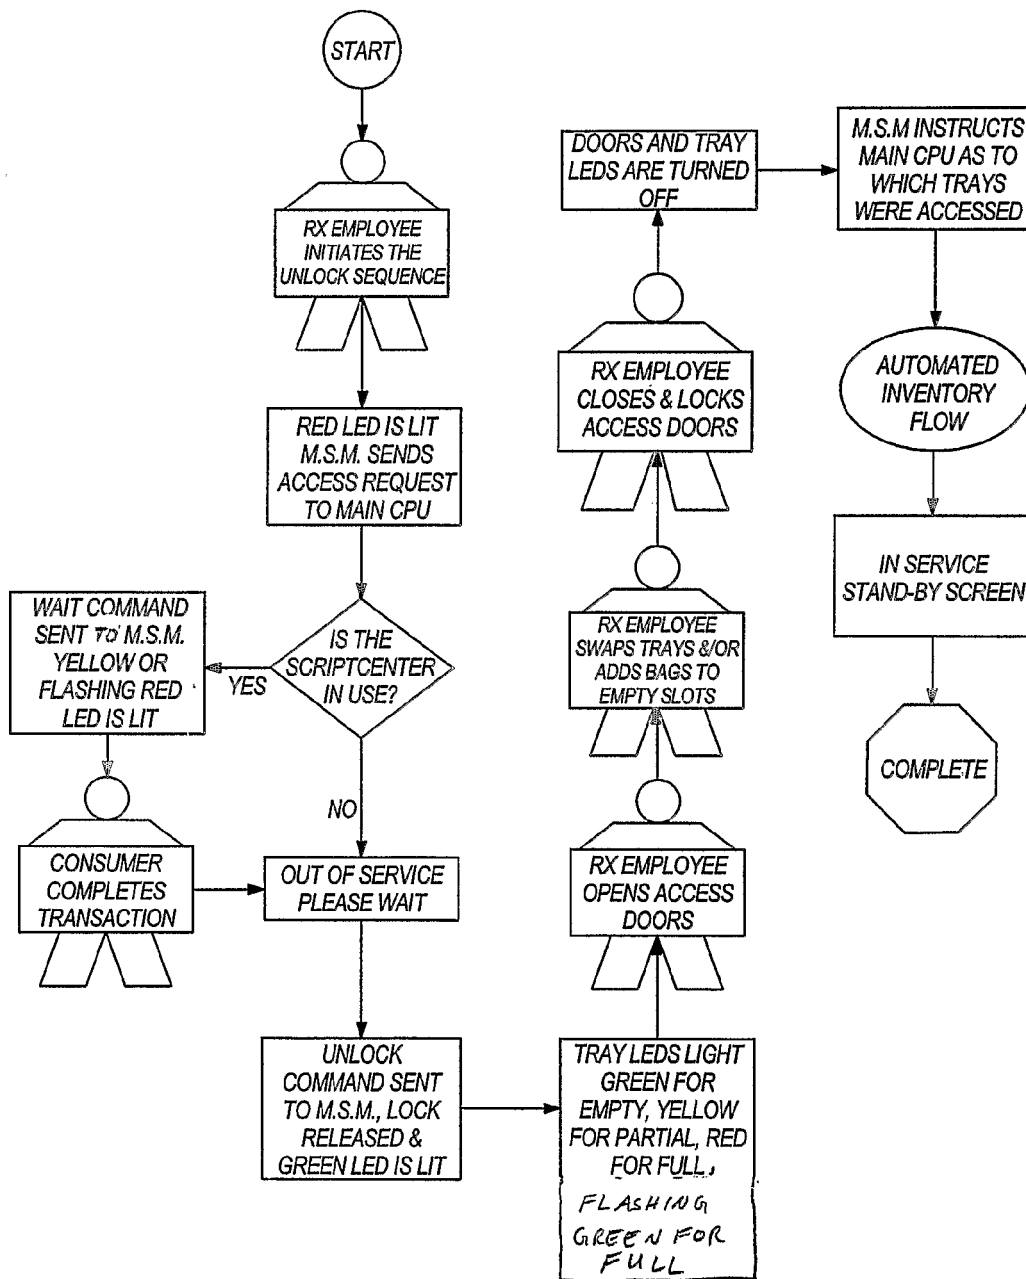 START
RX EMPLOYEE
INITIATES THE
UNLOCK SEQUENCE
RED LED IS LIT
M.S.M. SENDS
ACCESS REQUEST
TO MAIN CPU
IS THE
SCRIPTCENTER
IN USE?
YES
WAIT COMMAND
SENT TO M.S.M.
YELLOW OR
FLASHING RED
LED IS LIT
CONSUMER
COMPLETES
TRANSACTION
NO
OUT OF SERVICE
PLEASE WAIT
UNLOCK
COMMAND SENT
TO M.S.M., LOCK
RELEASED &
GREEN LED IS LIT
TRAY LEDS LIGHT
GREEN FOR
EMPTY, YELLOW
FOR PARTIAL, RED
FOR FULL,
FLASHING
GREEN FOR
FULL
RX EMPLOYEE
OPENS ACCESS
DOORS
RX EMPLOYEE
SWAPS TRAYS &/OR
ADDS BAGS TO
EMPTY SLOTS
RX EMPLOYEE
CLOSES & LOCKS
ACCESS DOORS
DOORS AND TRAY
LEDS ARE TURNED
OFF
M.S.M INSTRUCTS
MAIN CPU AS TO
WHICH TRAYS
WERE ACCESSED
AUTOMATED
INVENTORY
FLOW
IN SERVICE
STAND-BY SCREEN
COMPLETE